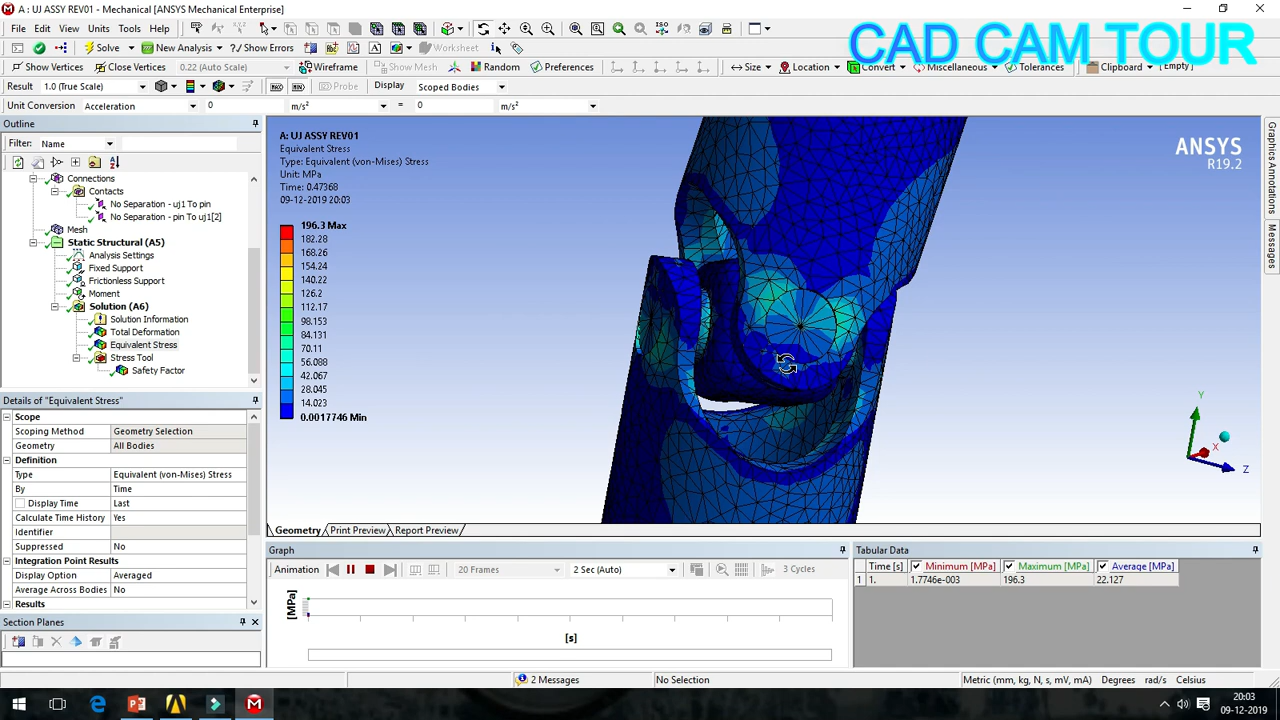 A : UJ ASSY REV01 - Mechanical [ANSYS Mechanical Enterprise]
File Edit View Units Tools Help
CAD CAM TOUR
Solve New Analysis Show Errors Worksheet
Show Vertices Close Vertices 0.22 (Auto Scale) Wireframe Show Mesh Random Preferences Size Location Convert Miscellaneous Tolerances Clipboard [Empty]
Result 1.0 (True Scale) Probe Display Scoped Bodies
Unit Conversion Acceleration 0 m/s² = 0 m/s²
Outline
Filter: Name
Connections
Contacts
No Separation - uj1 To pin
No Separation - pin To uj1[2]
Mesh
Static Structural (A5)
Analysis Settings
Fixed Support
Frictionless Support
Moment
Solution (A6)
Solution Information
Total Deformation
Equivalent Stress
Stress Tool
Safety Factor
Details of "Equivalent Stress"
Scope
Scoping Method Geometry Selection
Geometry All Bodies
Definition
Type Equivalent (von-Mises) Stress
By Time
Display Time Last
Calculate Time History Yes
Identifier
Suppressed No
Integration Point Results
Display Option Averaged
Average Across Bodies No
Results
Section Planes
A: UJ ASSY REV01
Equivalent Stress
Type: Equivalent (von-Mises) Stress
Unit: MPa
Time: 0.47368
09-12-2019 20:03
196.3 Max
182.28
168.26
154.24
140.22
126.2
112.17
98.153
84.131
70.11
56.088
42.067
28.045
14.023
0.0017746 Min
ANSYS
R19.2
Y
X
Z
Graphics Annotations
Messages
Geometry Print Preview Report Preview
Graph
Animation 20 Frames 2 Sec (Auto) 3 Cycles
[MPa]
[s]
Tabular Data
Time [s] Minimum [MPa] Maximum [MPa] Average [MPa]
1 1. 1.7746e-003 196.3 22.127
2 Messages No Selection Metric (mm, kg, N, s, mV, mA) Degrees rad/s Celsius
20:03
09-12-2019